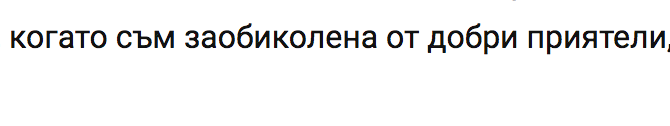 когато съм заобиколена от добри приятели,